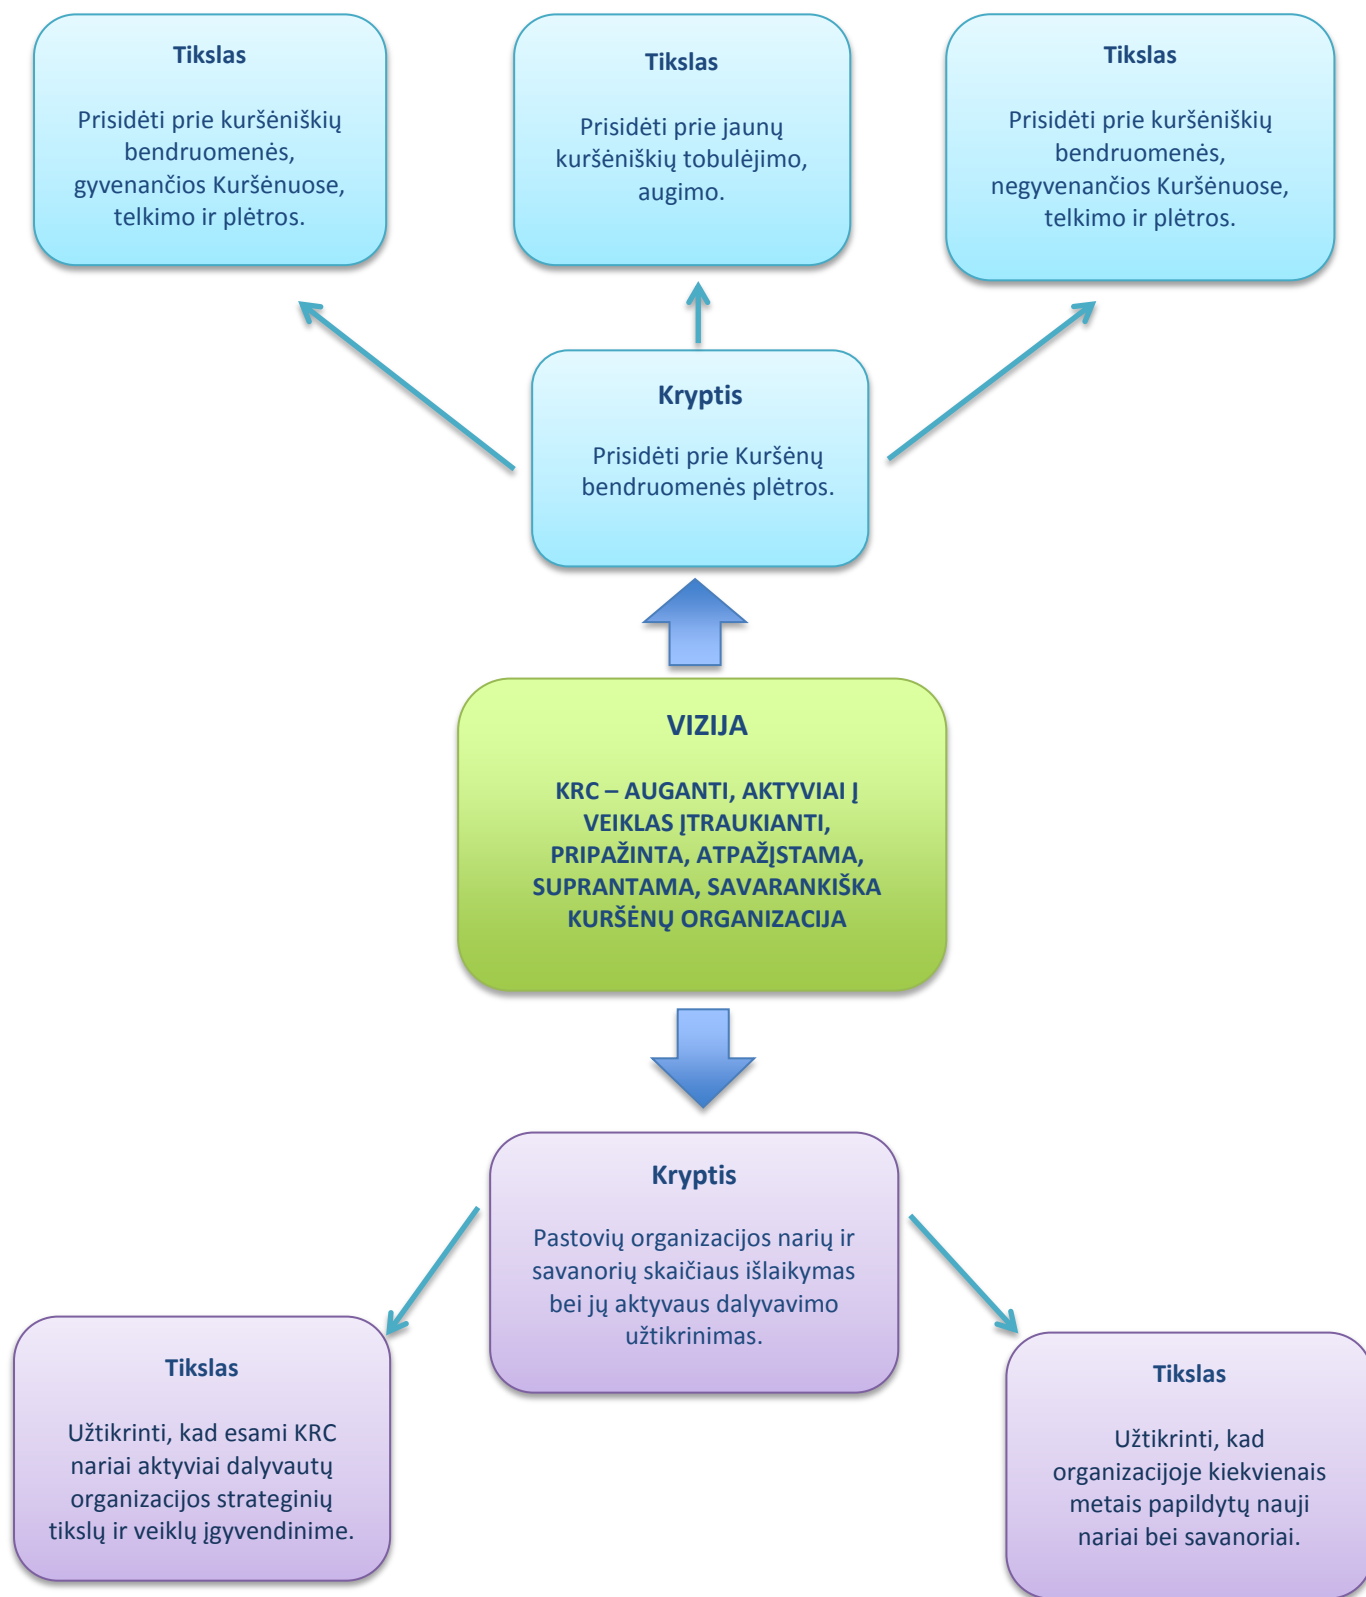 Tikslas
Prisidėti prie kuršėniškių
bendruomenės,
gyvenančios Kuršėnuose,
telkimo ir plėtros.
Tikslas
Prisidėti prie jaunų
kuršėniškių tobulėjimo,
augimo.
Tikslas
Prisidėti prie kuršėniškių
bendruomenės,
negyvenančios Kuršėnuose,
telkimo ir plėtros.
Kryptis
Prisidėti prie Kuršėnų
bendruomenės plėtros.
VIZIJA
KRC – AUGANTI, AKTYVIAI Į
VEIKLAS ĮTRAUKIANTI,
PRIPAŽINTA, ATPAŽĮSTAMA,
SUPRANTAMA, SAVARANKIŠKA
KURŠĖNŲ ORGANIZACIJA
Kryptis
Pastovių organizacijos narių ir
savanorių skaičiaus išlaikymas
bei jų aktyvaus dalyvavimo
užtikrinimas.
Tikslas
Užtikrinti, kad esami KRC
nariai aktyviai dalyvautų
organizacijos strateginių
tikslų ir veiklų įgyvendinime.
Tikslas
Užtikrinti, kad
organizacijoje kiekvienais
metais papildytų nauji
nariai bei savanoriai.